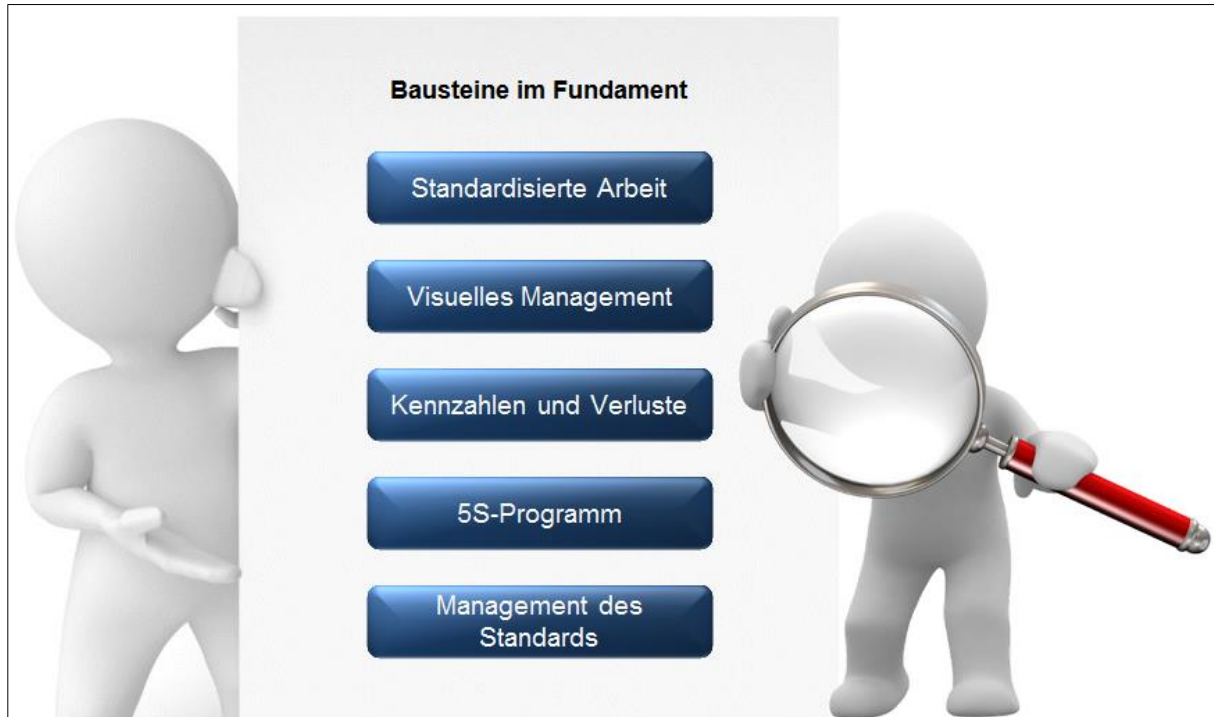 Bausteine im Fundament
Standardisierte Arbeit
Visuelles Management
Kennzahlen und Verluste
5S-Programm
Management des
Standards